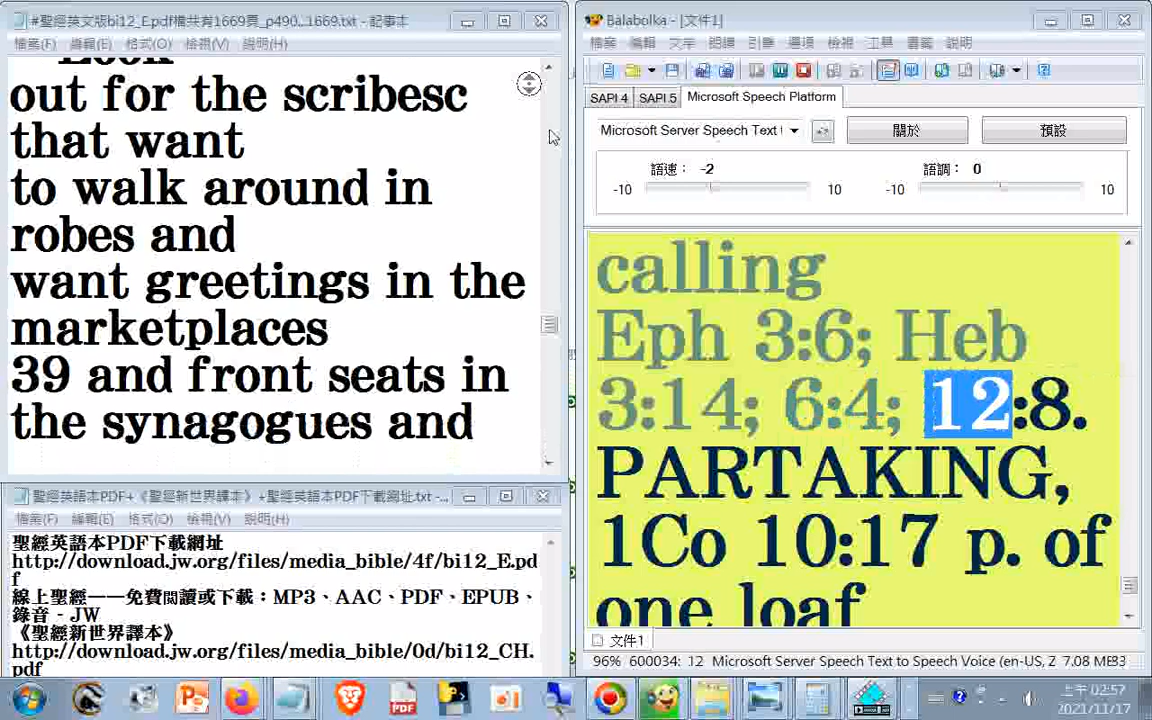 #聖經英文版bi12_E.pdf檔共有1669頁_p490...1669.txt - 記事本
檔案(F) 編輯(E) 格式(O) 檢視(V) 說明(H)
Look
out for the scribesc
that want
to walk around in
robes and
want greetings in the
marketplaces
39 and front seats in
the synagogues and
聖經英語本PDF+《聖經新世界譯本》+聖經英語本PDF下載網址.txt - ...
檔案(F) 編輯(E) 格式(O) 檢視(V) 說明(H)
聖經英語本PDF下載網址
http://download.jw.org/files/media_bible/4f/bi12_E.pd
f
線上聖經──免費閱讀或下載：MP3、AAC、PDF、EPUB、
錄音 - JW
《聖經新世界譯本》
http://download.jw.org/files/media_bible/0d/bi12_CH.
pdf
Balabolka - [文件1]
檔案 編輯 文字 朗讀 引擎 選項 檢視 工具 書籤 說明
SAPI 4 SAPI 5 Microsoft Speech Platform
Microsoft Server Speech Text 關於 預設
語速： -2 語調： 0
-10 10 -10 10
calling
Eph 3:6; Heb
3:14; 6:4; 12:8.
PARTAKING,
1Co 10:17 p. of
one loaf
文件1
96% 600034: 12 Microsoft Server Speech Text to Speech Voice (en-US, Z 7.08 MB
上午 02:57
2021/11/17